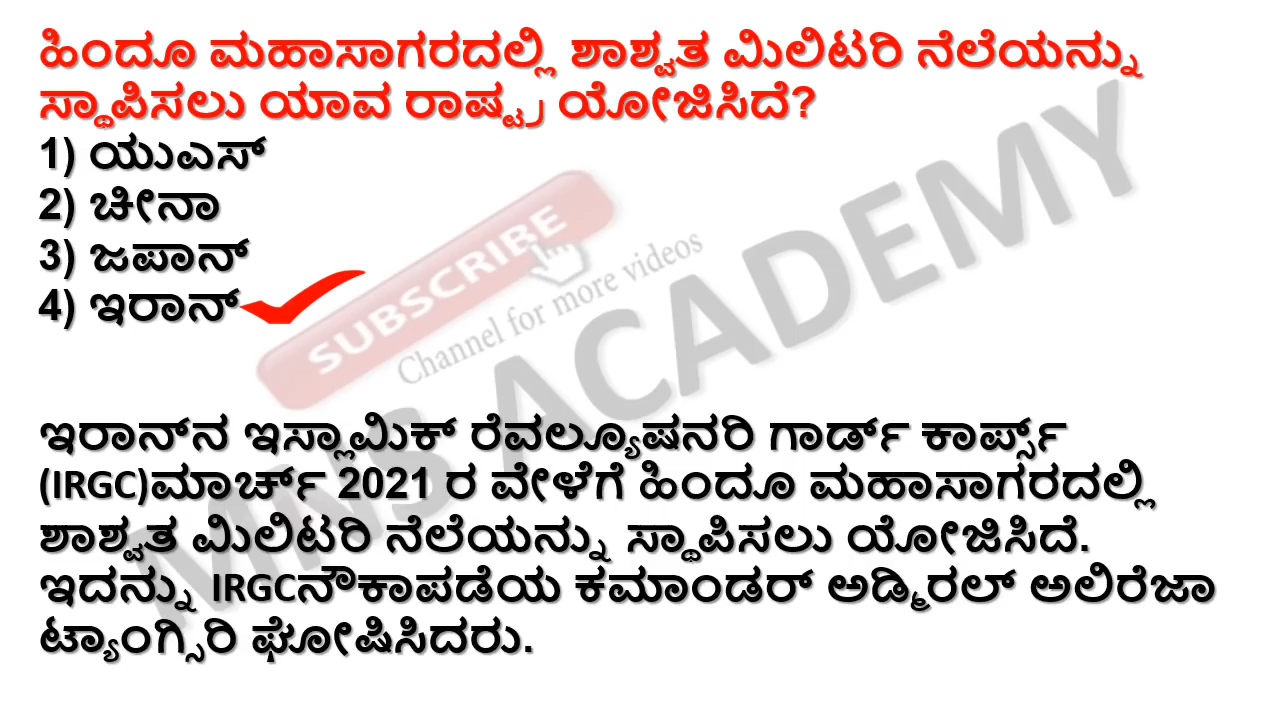 ಹಿಂದೂ ಮಹಾಸಾಗರದಲ್ಲಿ ಶಾಶ್ವತ ಮಿಲಿಟರಿ ನೆಲೆಯನ್ನು
ಸ್ಥಾಪಿಸಲು ಯಾವ ರಾಷ್ಟ್ರ ಯೋಜಿಸಿದೆ?
1) ಯುಎಸ್
2) ಚೀನಾ
3) ಜಪಾನ್
4) ಇರಾನ್
SUBSCRIBE
Channel for more videos
MNS ACADEMY
ಇರಾನ್‌ನ ಇಸ್ಲಾಮಿಕ್ ರೆವಲ್ಯೂಷನರಿ ಗಾರ್ಡ್ ಕಾರ್ಪ್ಸ್
(IRGC)ಮಾರ್ಚ್ 2021 ರ ವೇಳೆಗೆ ಹಿಂದೂ ಮಹಾಸಾಗರದಲ್ಲಿ
ಶಾಶ್ವತ ಮಿಲಿಟರಿ ನೆಲೆಯನ್ನು ಸ್ಥಾಪಿಸಲು ಯೋಜಿಸಿದೆ.
ಇದನ್ನು IRGCನೌಕಾಪಡೆಯ ಕಮಾಂಡರ್ ಅಡ್ಮಿರಲ್ ಅಲಿರೆಜಾ
ಟ್ಯಾಂಗ್ಸಿರಿ ಘೋಷಿಸಿದರು.